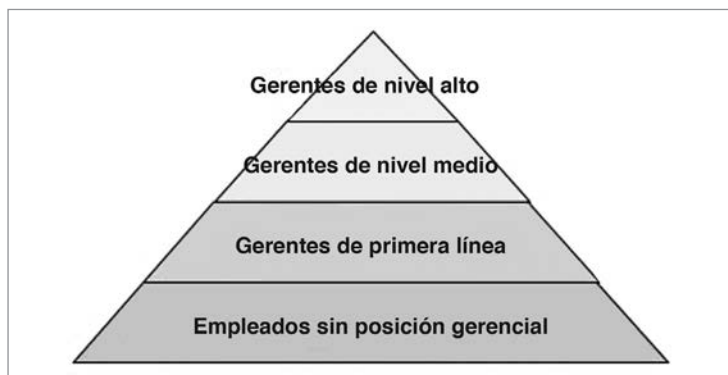 Gerentes de nivel alto
Gerentes de nivel medio
Gerentes de primera línea
Empleados sin posición gerencial